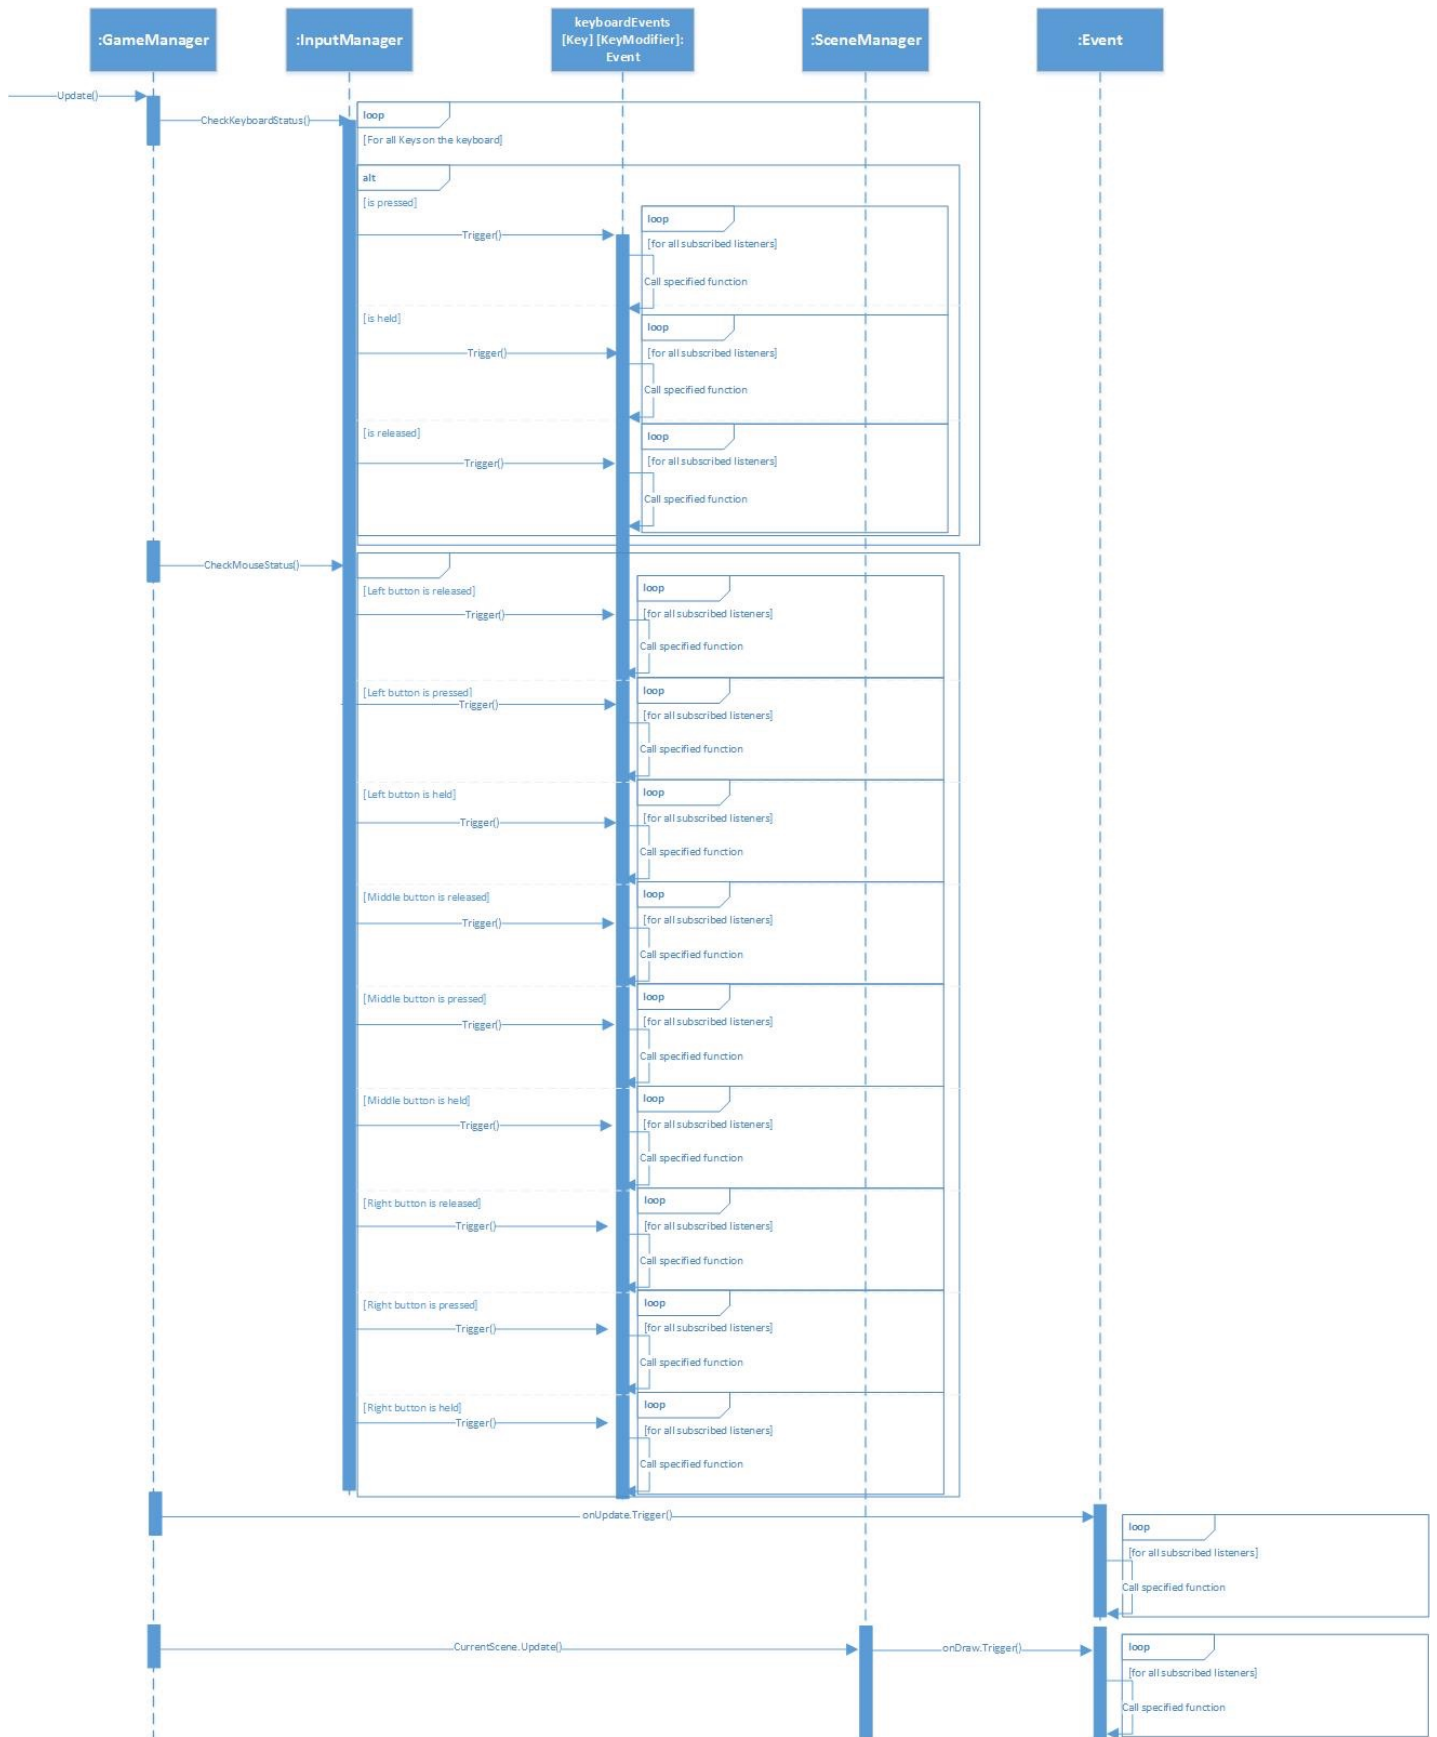 :GameManager
:InputManager
keyboardEvents
[Key] [KeyModifier]:
Event
:SceneManager
:Event
Update()
CheckKeyboardStatus()
loop
[For all Keys on the keyboard]
alt
[is pressed]
loop
Trigger()
[for all subscribed listeners]
Call specified function
[is held]
loop
Trigger()
[for all subscribed listeners]
Call specified function
[is released]
loop
Trigger()
[for all subscribed listeners]
Call specified function
CheckMouseStatus()
[Left button is released]
loop
Trigger()
[for all subscribed listeners]
Call specified function
[Left button is pressed]
loop
Trigger()
[for all subscribed listeners]
Call specified function
[Left button is held]
loop
Trigger()
[for all subscribed listeners]
Call specified function
[Middle button is released]
loop
Trigger()
[for all subscribed listeners]
Call specified function
[Middle button is pressed]
loop
Trigger()
[for all subscribed listeners]
Call specified function
[Middle button is held]
loop
Trigger()
[for all subscribed listeners]
Call specified function
[Right button is released]
loop
Trigger()
[for all subscribed listeners]
Call specified function
[Right button is pressed]
loop
Trigger()
[for all subscribed listeners]
Call specified function
[Right button is held]
loop
Trigger()
[for all subscribed listeners]
Call specified function
onUpdate.Trigger()
loop
[for all subscribed listeners]
Call specified function
CurrentScene.Update()
onDraw.Trigger()
loop
[for all subscribed listeners]
Call specified function